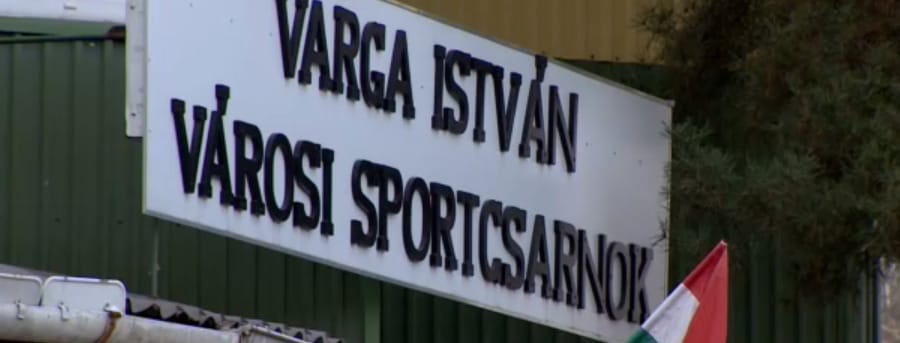 VARGA ISTVÁN
VÁROSI SPORTCSARNOK